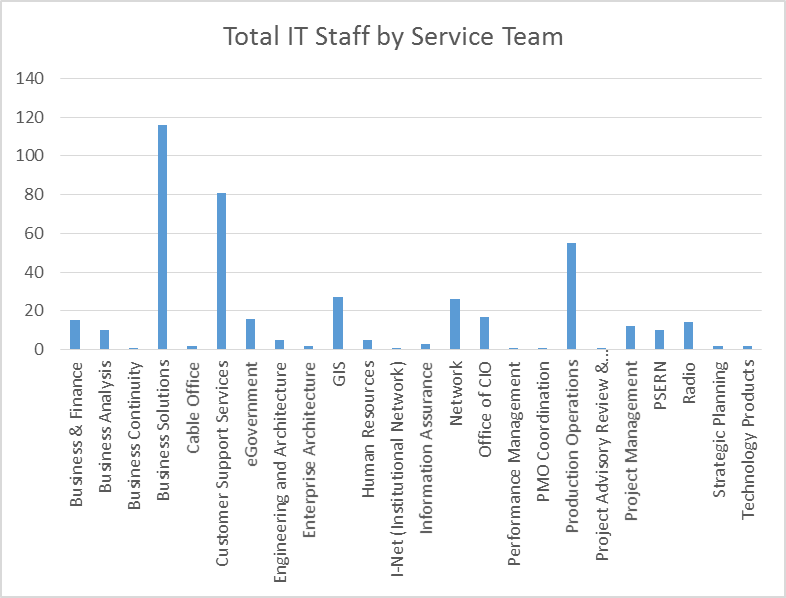 Total IT Staff by Service Team
140
120
100
80
60
40
20
0
Business & Finance
Business Analysis
Business Continuity
Business Solutions
Cable Office
Customer Support Services
eGovernment
Engineering and Architecture
Enterprise Architecture
GIS
Human Resources
I-Net (Institutional Network)
Information Assurance
Network
Office of CIO
Performance Management
PMO Coordination
Production Operations
Project Advisory Review &...
Project Management
PSERN
Radio
Strategic Planning
Technology Products